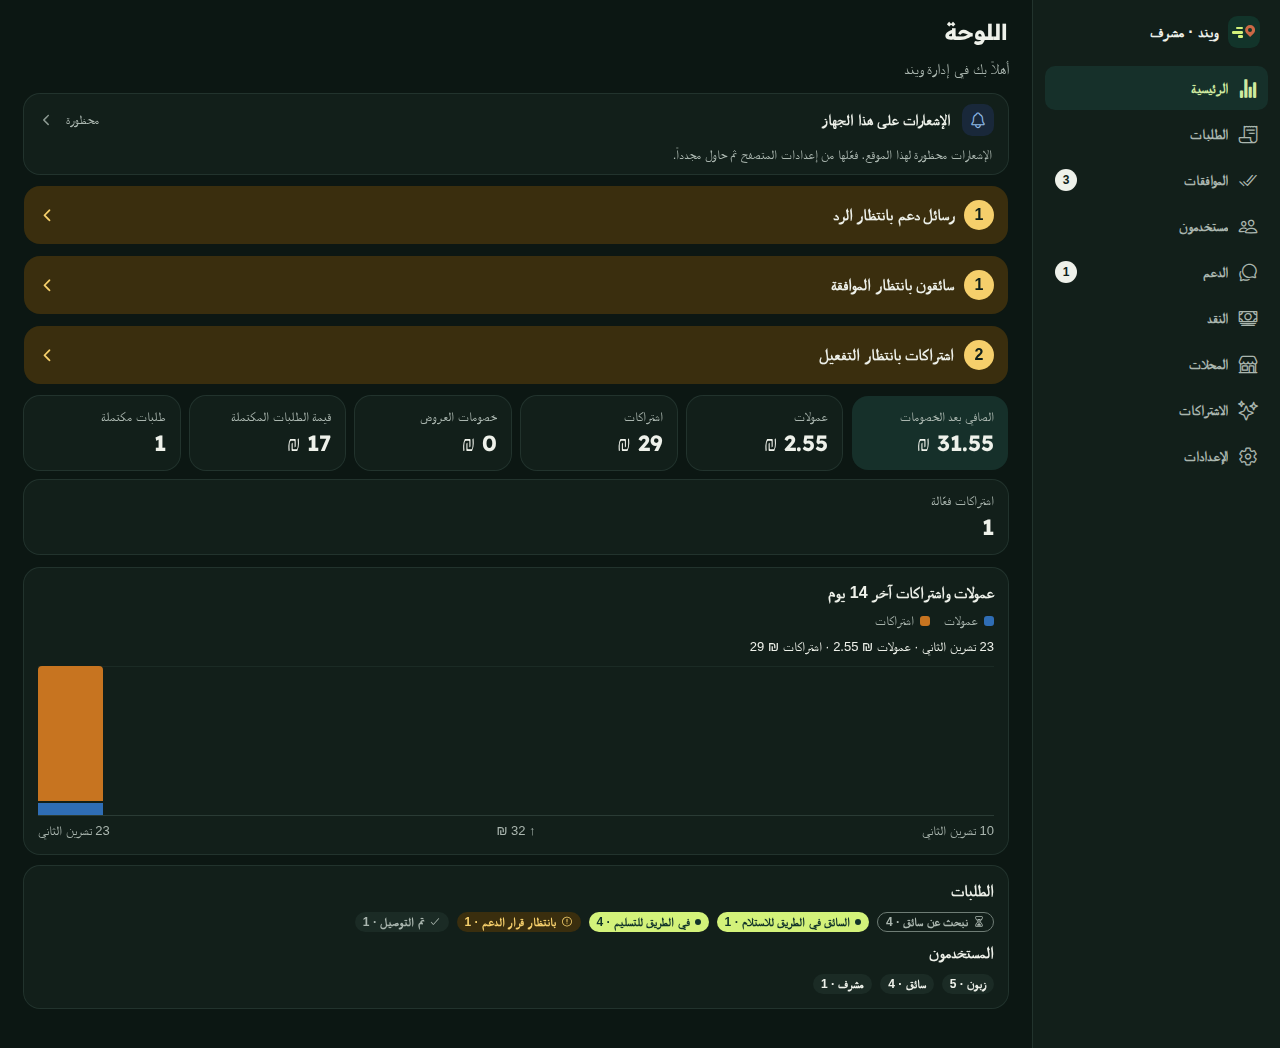 ويند · مشرف
الرئيسية
الطلبات
الموافقات 3
مستخدمون
الدعم 1
النقد
المحلات
الاشتراكات
الإعدادات
اللوحة
أهلاً بك في إدارة ويند
الإشعارات على هذا الجهاز محظورة
الإشعارات محظورة لهذا الموقع. فعّلها من إعدادات المتصفح ثم حاول مجدداً.
1 رسائل دعم بانتظار الرد
1 سائقون بانتظار الموافقة
2 اشتراكات بانتظار التفعيل
الصافي بعد الخصومات
31.55 ₪
عمولات
2.55 ₪
اشتراكات
29 ₪
خصومات العروض
0 ₪
قيمة الطلبات المكتملة
17 ₪
طلبات مكتملة
1
اشتراكات فعّالة
1
عمولات واشتراكات آخر 14 يوم
عمولات اشتراكات
23 تشرين الثاني · عمولات ₪ 2.55 · اشتراكات ₪ 29
10 تشرين الثاني ↑ 32 ₪ 23 تشرين الثاني
الطلبات
نبحث عن سائق · 4 السائق في الطريق للاستلام · 1 في الطريق للتسليم · 4 بانتظار قرار الدعم · 1 تم التوصيل · 1
المستخدمون
زبون · 5 سائق · 4 مشرف · 1